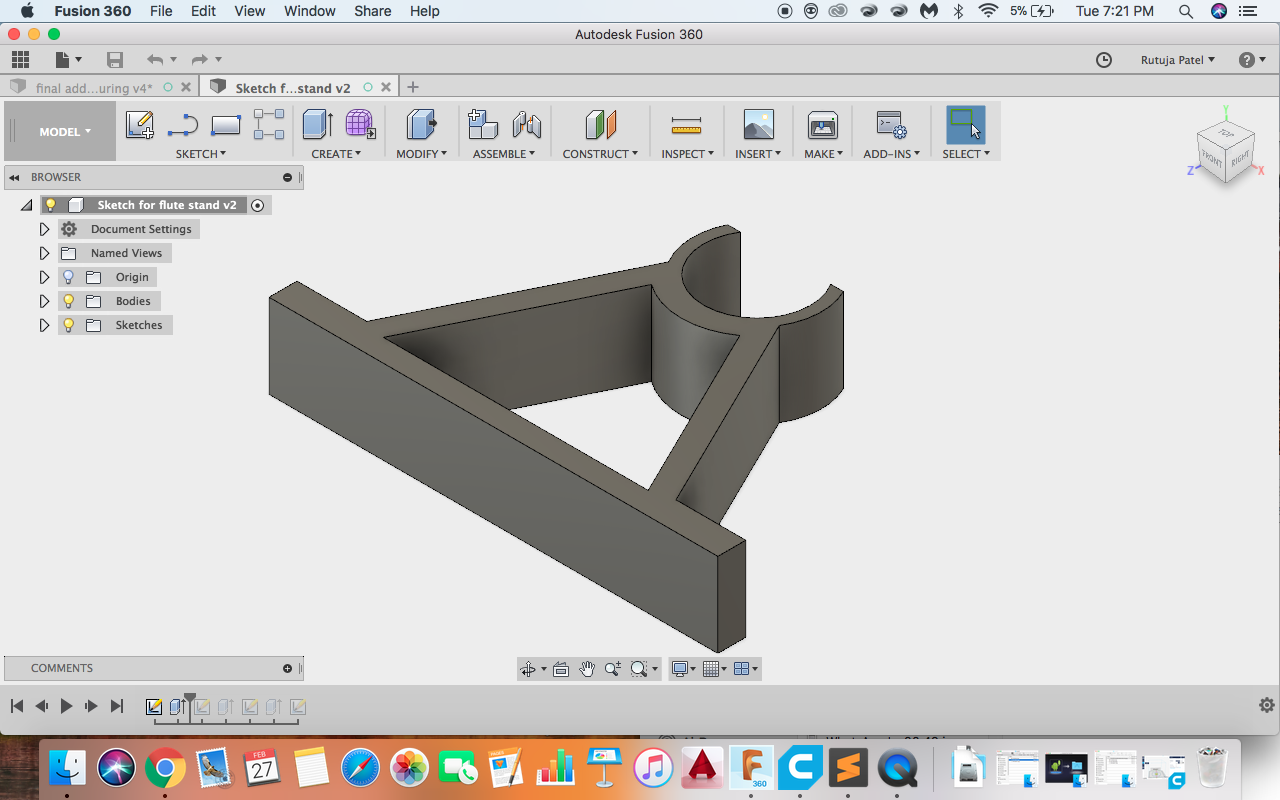 Fusion 360 File Edit View Window Share Help 5% Tue 7:21 PM
Autodesk Fusion 360
Rutuja Patel
final add...uring v4* Sketch f...stand v2
MODEL
SKETCH CREATE MODIFY ASSEMBLE CONSTRUCT INSPECT INSERT MAKE ADD-INS SELECT
TOP
FRONT RIGHT
Y
Z X
BROWSER
Sketch for flute stand v2
Document Settings
Named Views
Origin
Bodies
Sketches
COMMENTS
FEB
27
PAGES
F
360